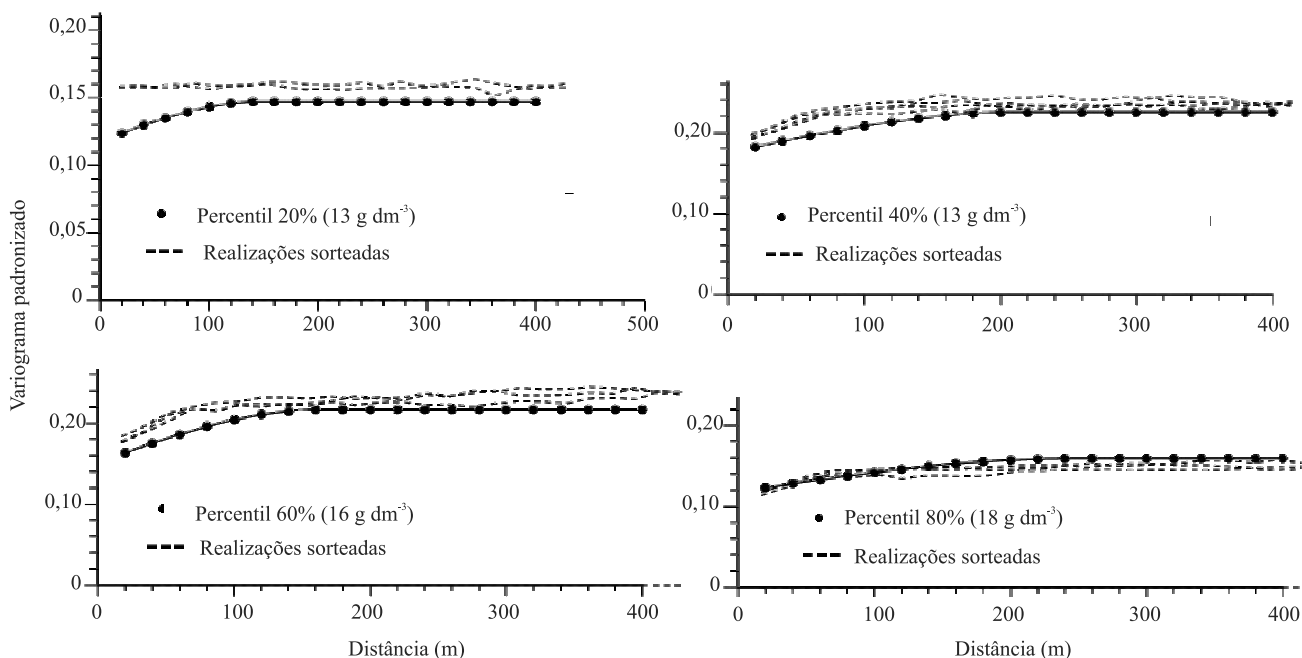 Variograma padronizado
0,20
0,15
0,10
0,05
0
Percentil 20% (13 g dm⁻³)
Realizações sorteadas
0 100 200 300 400 500
0,20
0,10
0
Percentil 40% (13 g dm⁻³)
Realizações sorteadas
0 100 200 300 400
0,20
0,10
0
Percentil 60% (16 g dm⁻³)
Realizações sorteadas
0 100 200 300 400
Distância (m)
0,20
0,10
0
Percentil 80% (18 g dm⁻³)
Realizações sorteadas
0 100 200 300 400
Distância (m)